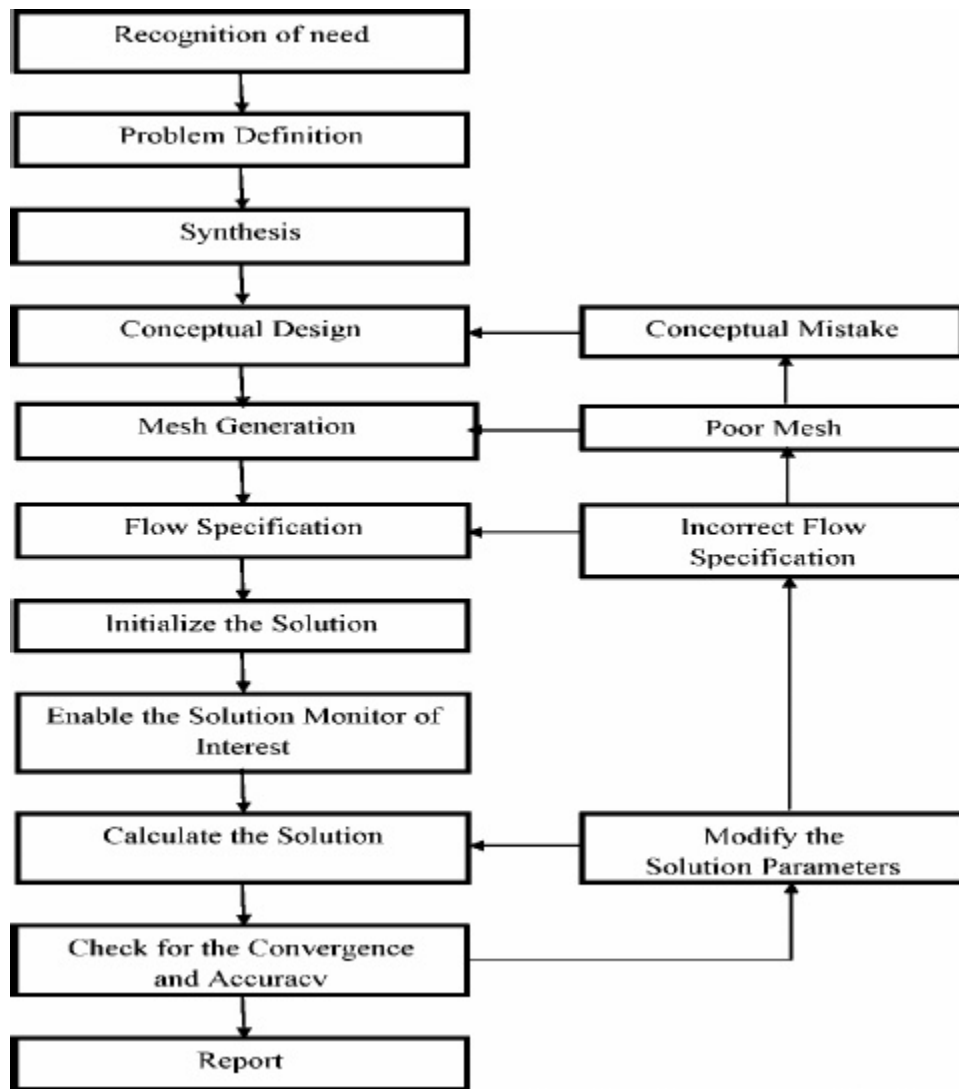 Recognition of need
Problem Definition
Synthesis
Conceptual Design
Conceptual Mistake
Mesh Generation
Poor Mesh
Flow Specification
Incorrect Flow
Specification
Initialize the Solution
Enable the Solution Monitor of
Interest
Calculate the Solution
Modify the
Solution Parameters
Check for the Convergence
and Accuracy
Report